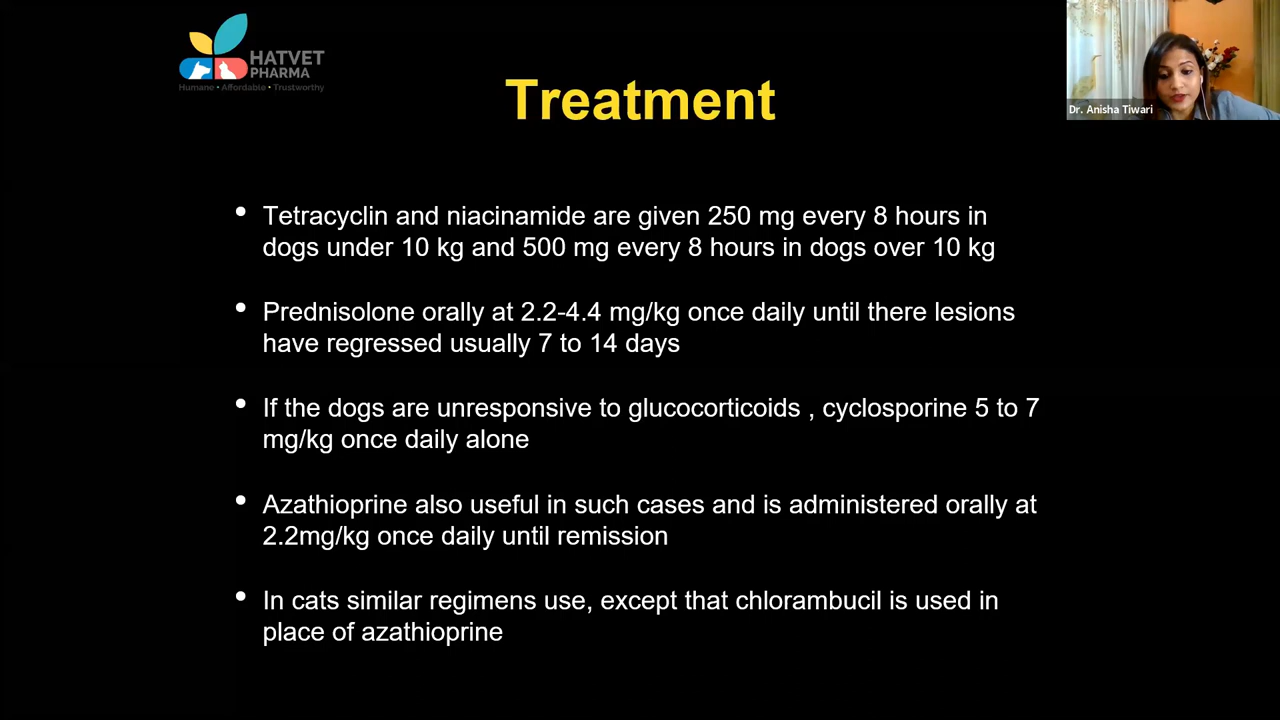 HATVET
PHARMA
Humane • Affordable • Trustworthy
Treatment
Dr. Anisha Tiwari
• Tetracyclin and niacinamide are given 250 mg every 8 hours in
dogs under 10 kg and 500 mg every 8 hours in dogs over 10 kg
• Prednisolone orally at 2.2-4.4 mg/kg once daily until there lesions
have regressed usually 7 to 14 days
• If the dogs are unresponsive to glucocorticoids , cyclosporine 5 to 7
mg/kg once daily alone
• Azathioprine also useful in such cases and is administered orally at
2.2mg/kg once daily until remission
• In cats similar regimens use, except that chlorambucil is used in
place of azathioprine